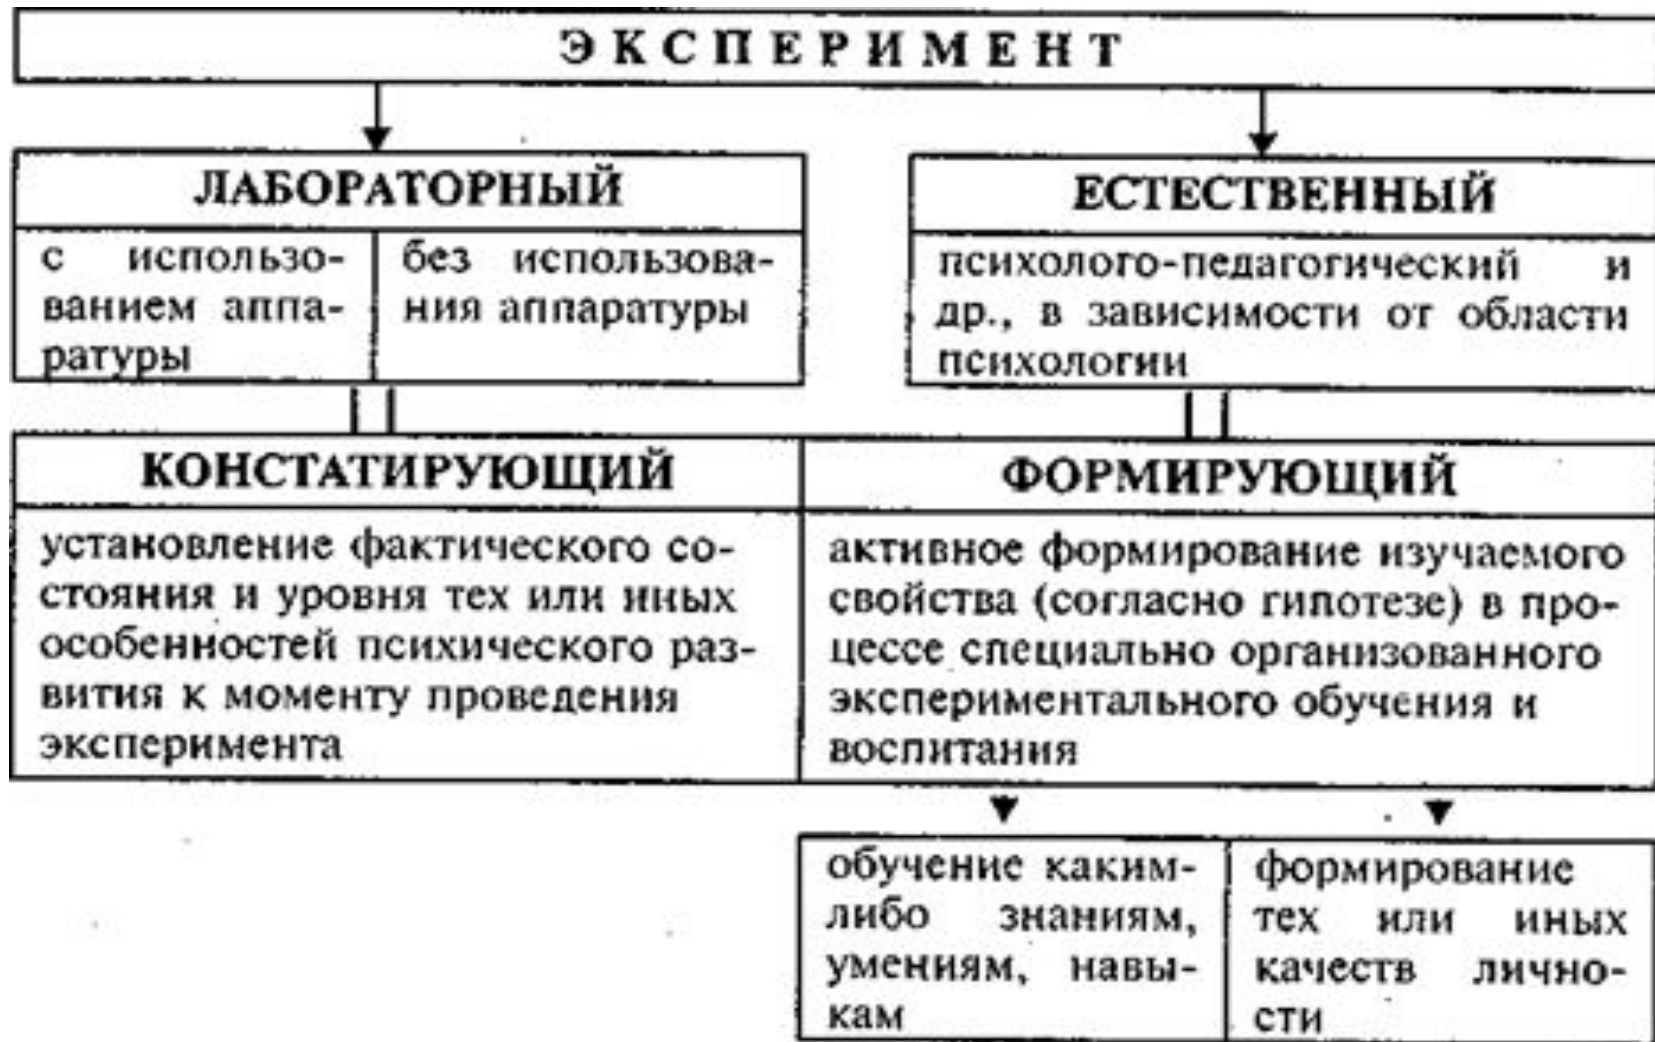 ЭКСПЕРИМЕНТ
ЛАБОРАТОРНЫЙ
с использо-
ванием аппа-
ратуры
без использова-
ния аппаратуры
ЕСТЕСТВЕННЫЙ
психолого-педагогический и
др., в зависимости от области
психологии
КОНСТАТИРУЮЩИЙ
установление фактического со-
стояния и уровня тех или иных
особенностей психического раз-
вития к моменту проведения
эксперимента
ФОРМИРУЮЩИЙ
активное формирование изучаемого
свойства (согласно гипотезе) в про-
цессе специально организованного
экспериментального обучения и
воспитания
обучение каким-
либо знаниям,
умениям, навы-
кам
формирование
тех или иных
качеств лично-
сти